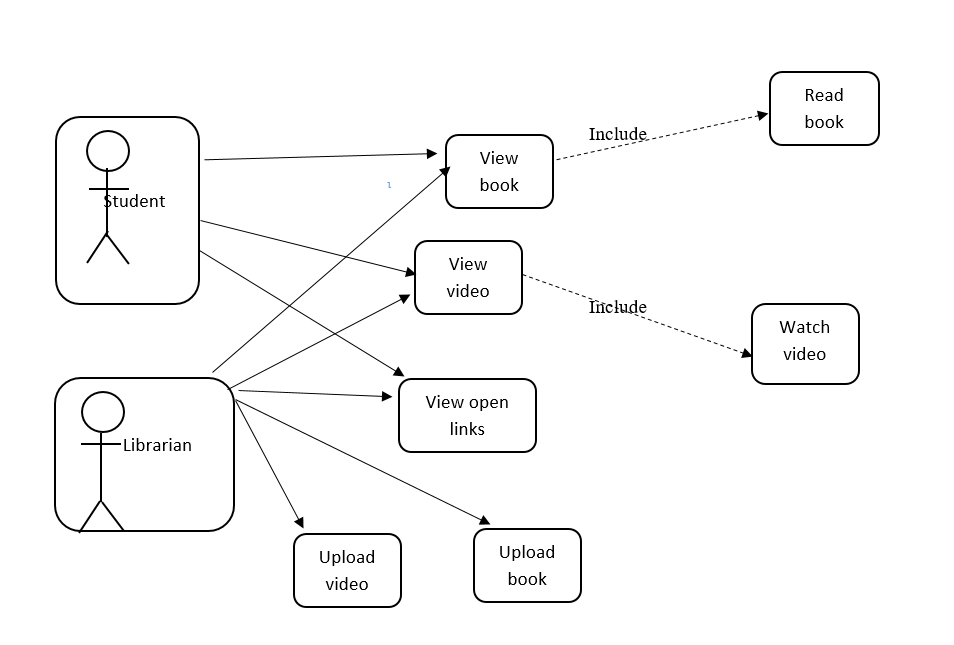 Read
book
Include
View
book
Student
View
video
Include
Watch
video
View open
links
Librarian
Upload
video
Upload
book